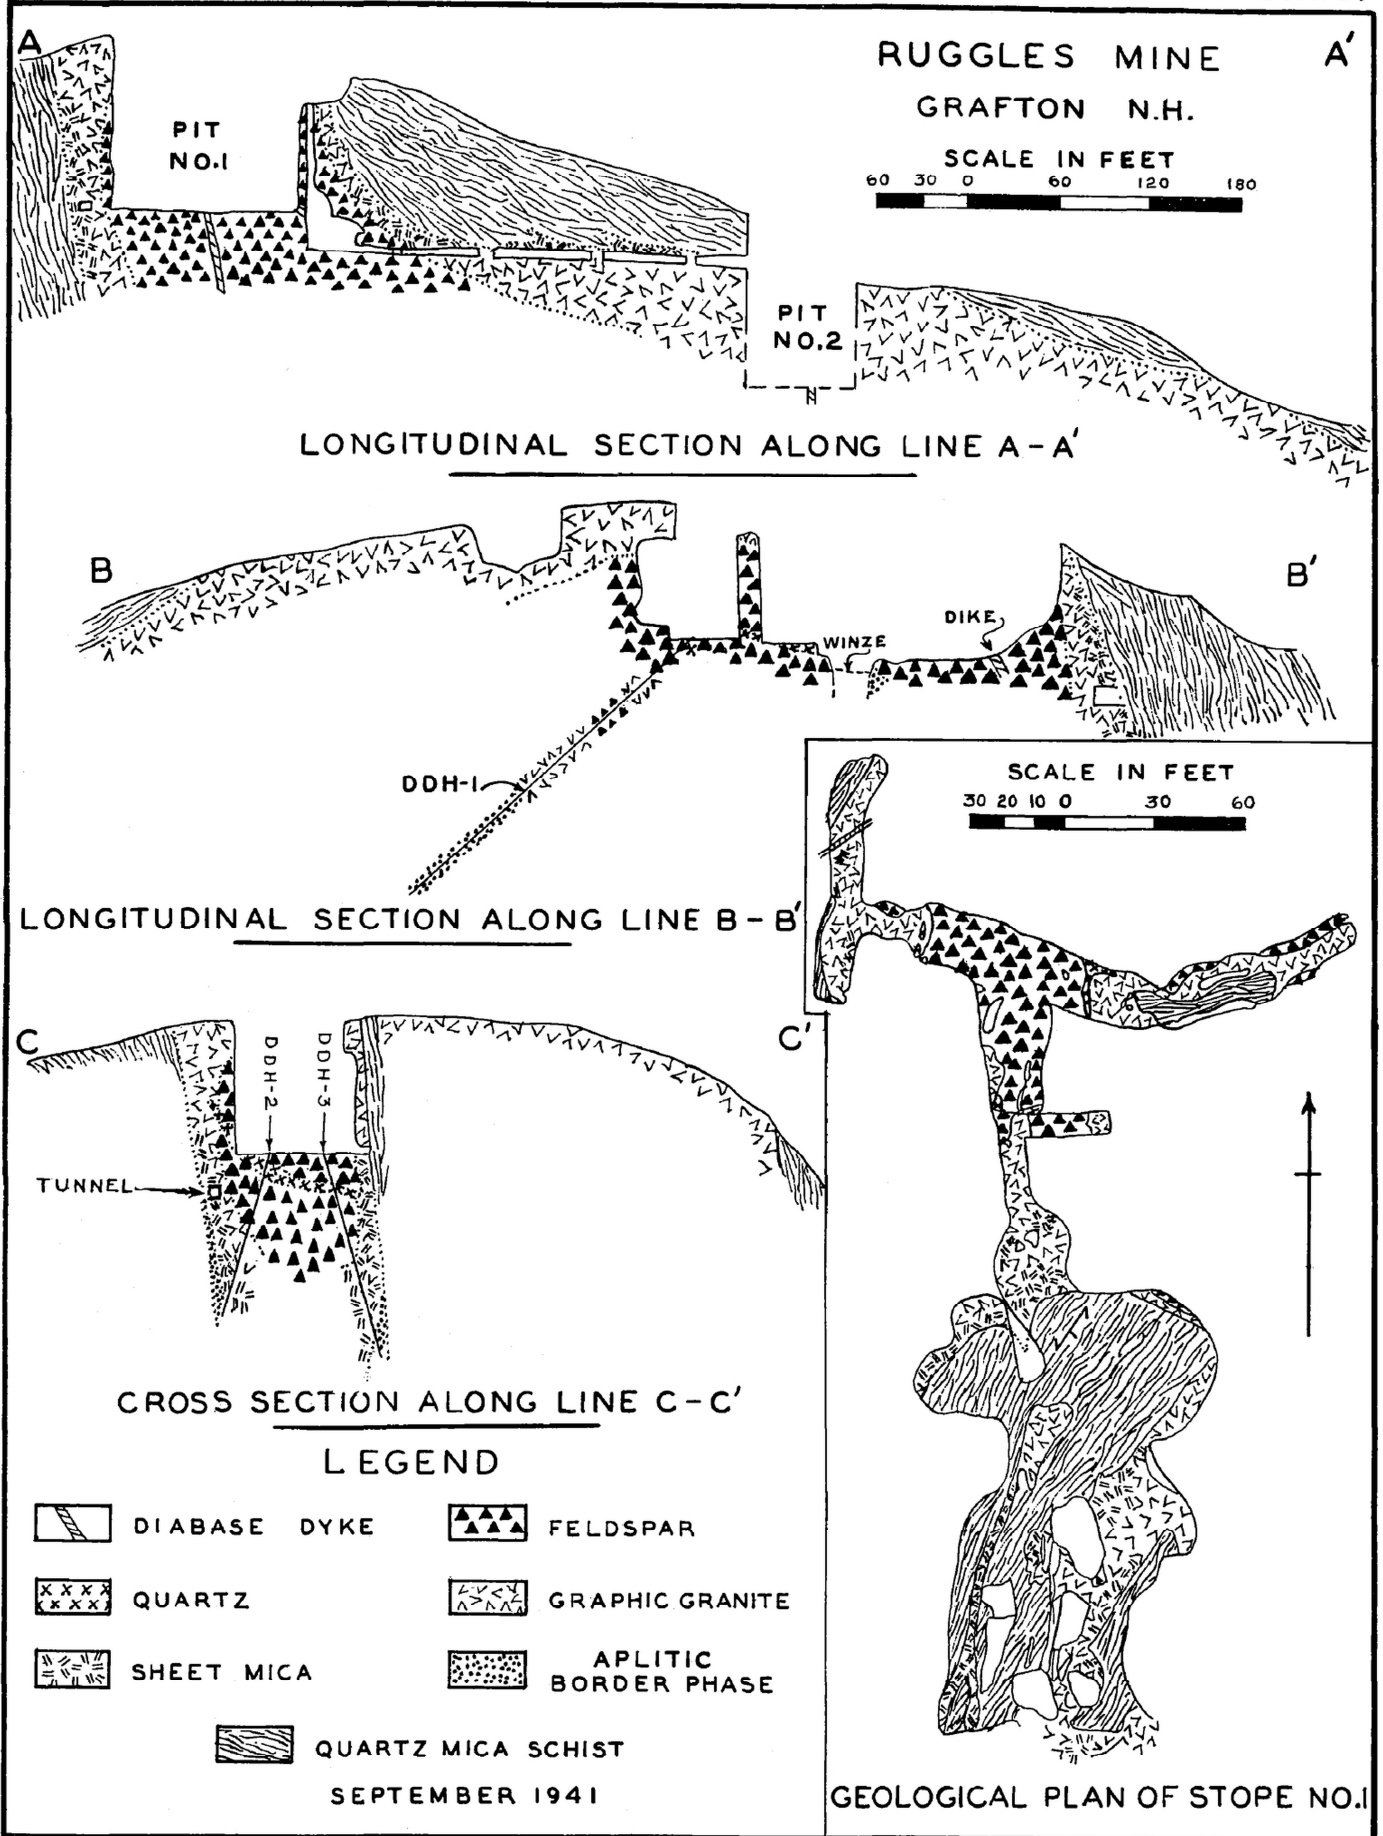 A
A'
RUGGLES MINE
GRAFTON N.H.
SCALE IN FEET
60 30 0 60 120 180
PIT
NO.1
PIT
NO.2
LONGITUDINAL SECTION ALONG LINE A-A'
B
B'
DIKE
WINZE
DDH-1
LONGITUDINAL SECTION ALONG LINE B-B'
SCALE IN FEET
30 20 10 0 30 60
C
C'
DDH-2
DDH-3
TUNNEL
CROSS SECTION ALONG LINE C-C'
LEGEND
DIABASE DYKE
FELDSPAR
QUARTZ
GRAPHIC GRANITE
SHEET MICA
APLITIC
BORDER PHASE
QUARTZ MICA SCHIST
SEPTEMBER 1941
GEOLOGICAL PLAN OF STOPE NO.1